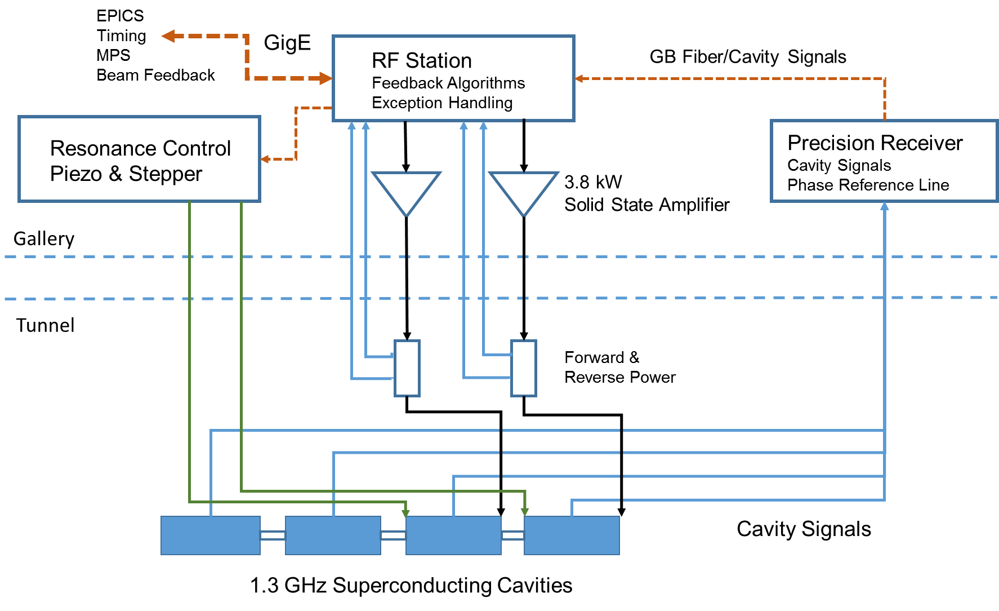 EPICS
Timing
MPS
Beam Feedback
GigE
RF Station
Feedback Algorithms
Exception Handling
GB Fiber/Cavity Signals
Resonance Control
Piezo & Stepper
Precision Receiver
Cavity Signals
Phase Reference Line
3.8 kW
Solid State Amplifier
Gallery
Tunnel
Forward &
Reverse Power
Cavity Signals
1.3 GHz Superconducting Cavities